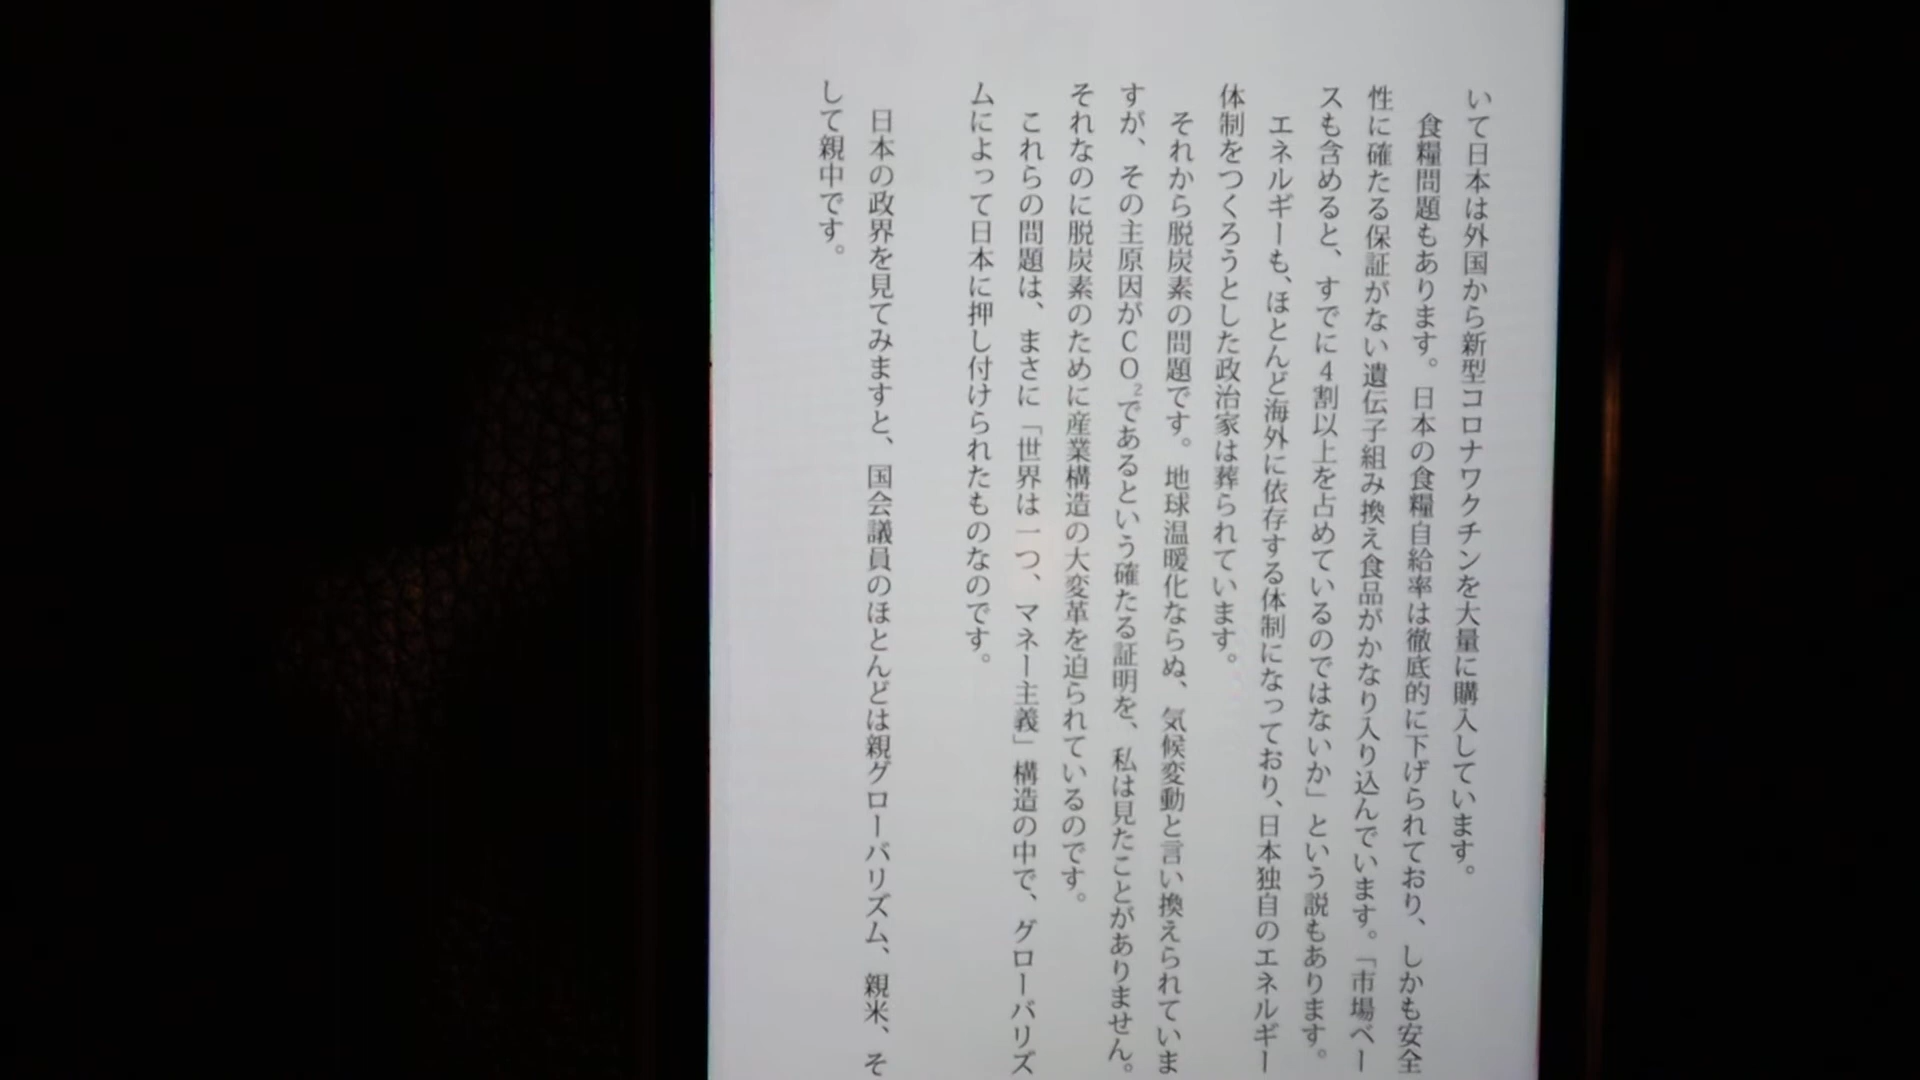 いて日本は外国から新型コロナワクチンを大量に購入しています。
食糧問題もあります。日本の食糧自給率は徹底的に下げられており、しかも安全
性に確たる保証がない遺伝子組み換え食品がかなり入り込んでいます。「市場ベー
スも含めると、すでに4割以上を占めているのではないか」という説もあります。
エネルギーも、ほとんど海外に依存する体制になっており、日本独自のエネルギー
体制をつくろうとした政治家は葬られています。
それから脱炭素の問題です。地球温暖化ならぬ、気候変動と言い換えられていま
すが、その主原因がCO₂であるという確たる証明を、私は見たことがありません。
それなのに脱炭素のために産業構造の大変革を迫られているのです。
これらの問題は、まさに「世界は一つ、マネー主義」構造の中で、グローバリズ
ムによって日本に押し付けられたものなのです。
日本の政界を見てみますと、国会議員のほとんどは親グローバリズム、親米、そ
して親中です。